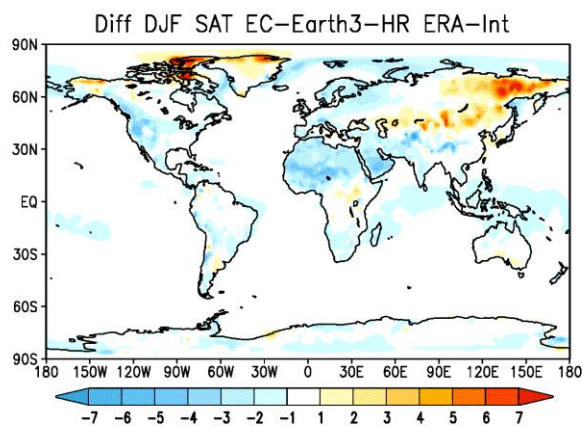 Diff DJF SAT EC-Earth3-HR ERA-Int
90N
60N
30N
EQ
30S
60S
90S
180 150W 120W 90W 60W 30W 0 30E 60E 90E 120E 150E 180
-7 -6 -5 -4 -3 -2 -1 1 2 3 4 5 6 7